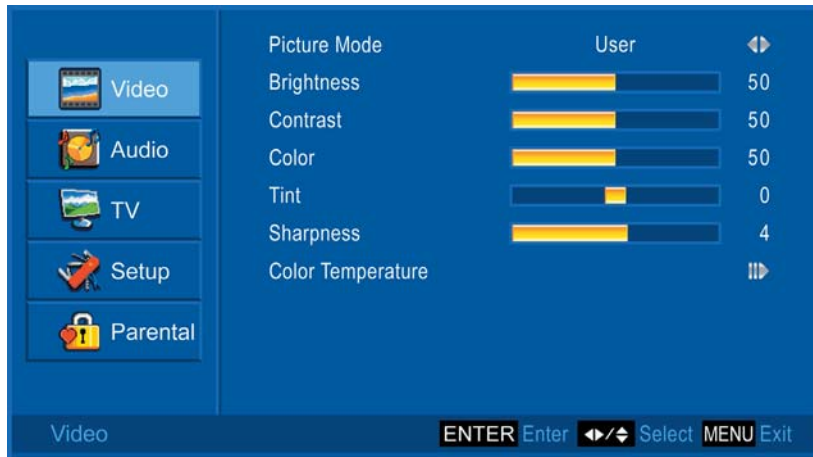 Video
Audio
TV
Setup
Parental
Picture Mode User
Brightness 50
Contrast 50
Color 50
Tint 0
Sharpness 4
Color Temperature
Video ENTER Enter / Select MENU Exit